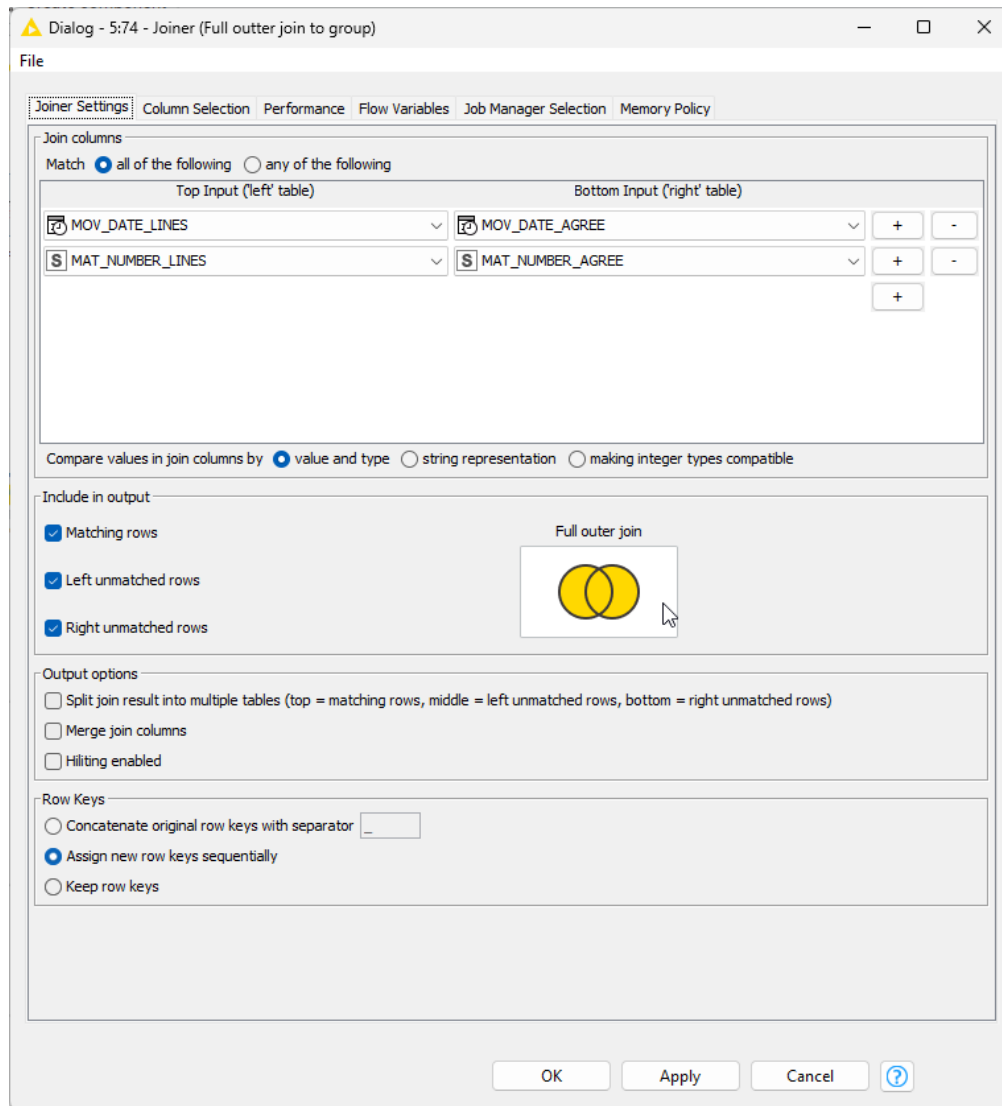 Dialog - 5:74 - Joiner (Full outter join to group)
File
Joiner Settings Column Selection Performance Flow Variables Job Manager Selection Memory Policy
Join columns
Match all of the following any of the following
Top Input ('left' table) Bottom Input ('right' table)
MOV_DATE_LINES MOV_DATE_AGREE + -
S MAT_NUMBER_LINES S MAT_NUMBER_AGREE + -
+
Compare values in join columns by value and type string representation making integer types compatible
Include in output
Matching rows Full outer join
Left unmatched rows
Right unmatched rows
Output options
Split join result into multiple tables (top = matching rows, middle = left unmatched rows, bottom = right unmatched rows)
Merge join columns
Hiliting enabled
Row Keys
Concatenate original row keys with separator _
Assign new row keys sequentially
Keep row keys
OK Apply Cancel ?